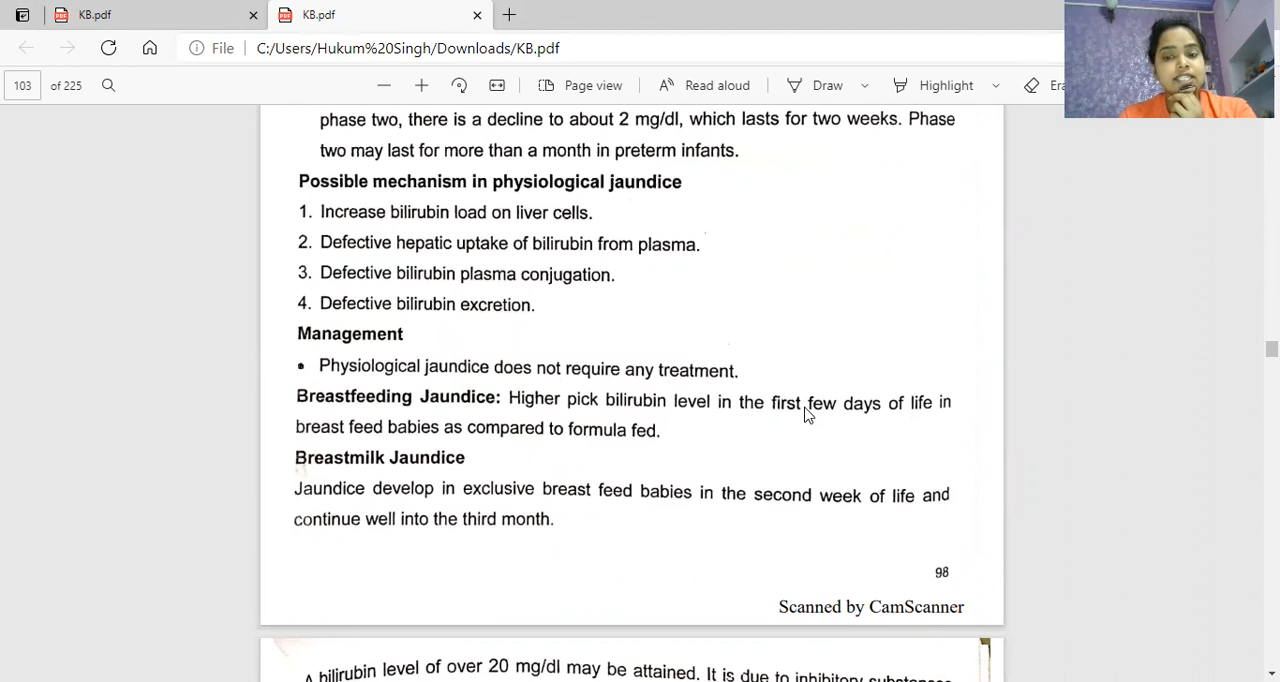 KB.pdf
KB.pdf
File C:/Users/Hukum%20Singh/Downloads/KB.pdf
103 of 225 Page view Read aloud Draw Highlight
phase two, there is a decline to about 2 mg/dl, which lasts for two weeks. Phase
two may last for more than a month in preterm infants.
Possible mechanism in physiological jaundice
1. Increase bilirubin load on liver cells.
2. Defective hepatic uptake of bilirubin from plasma.
3. Defective bilirubin plasma conjugation.
4. Defective bilirubin excretion.
Management
• Physiological jaundice does not require any treatment.
Breastfeeding Jaundice: Higher pick bilirubin level in the first few days of life in
breast feed babies as compared to formula fed.
Breastmilk Jaundice
Jaundice develop in exclusive breast feed babies in the second week of life and
continue well into the third month.
98
Scanned by CamScanner
A bilirubin level of over 20 mg/dl may be attained. It is due to inhibitory substances